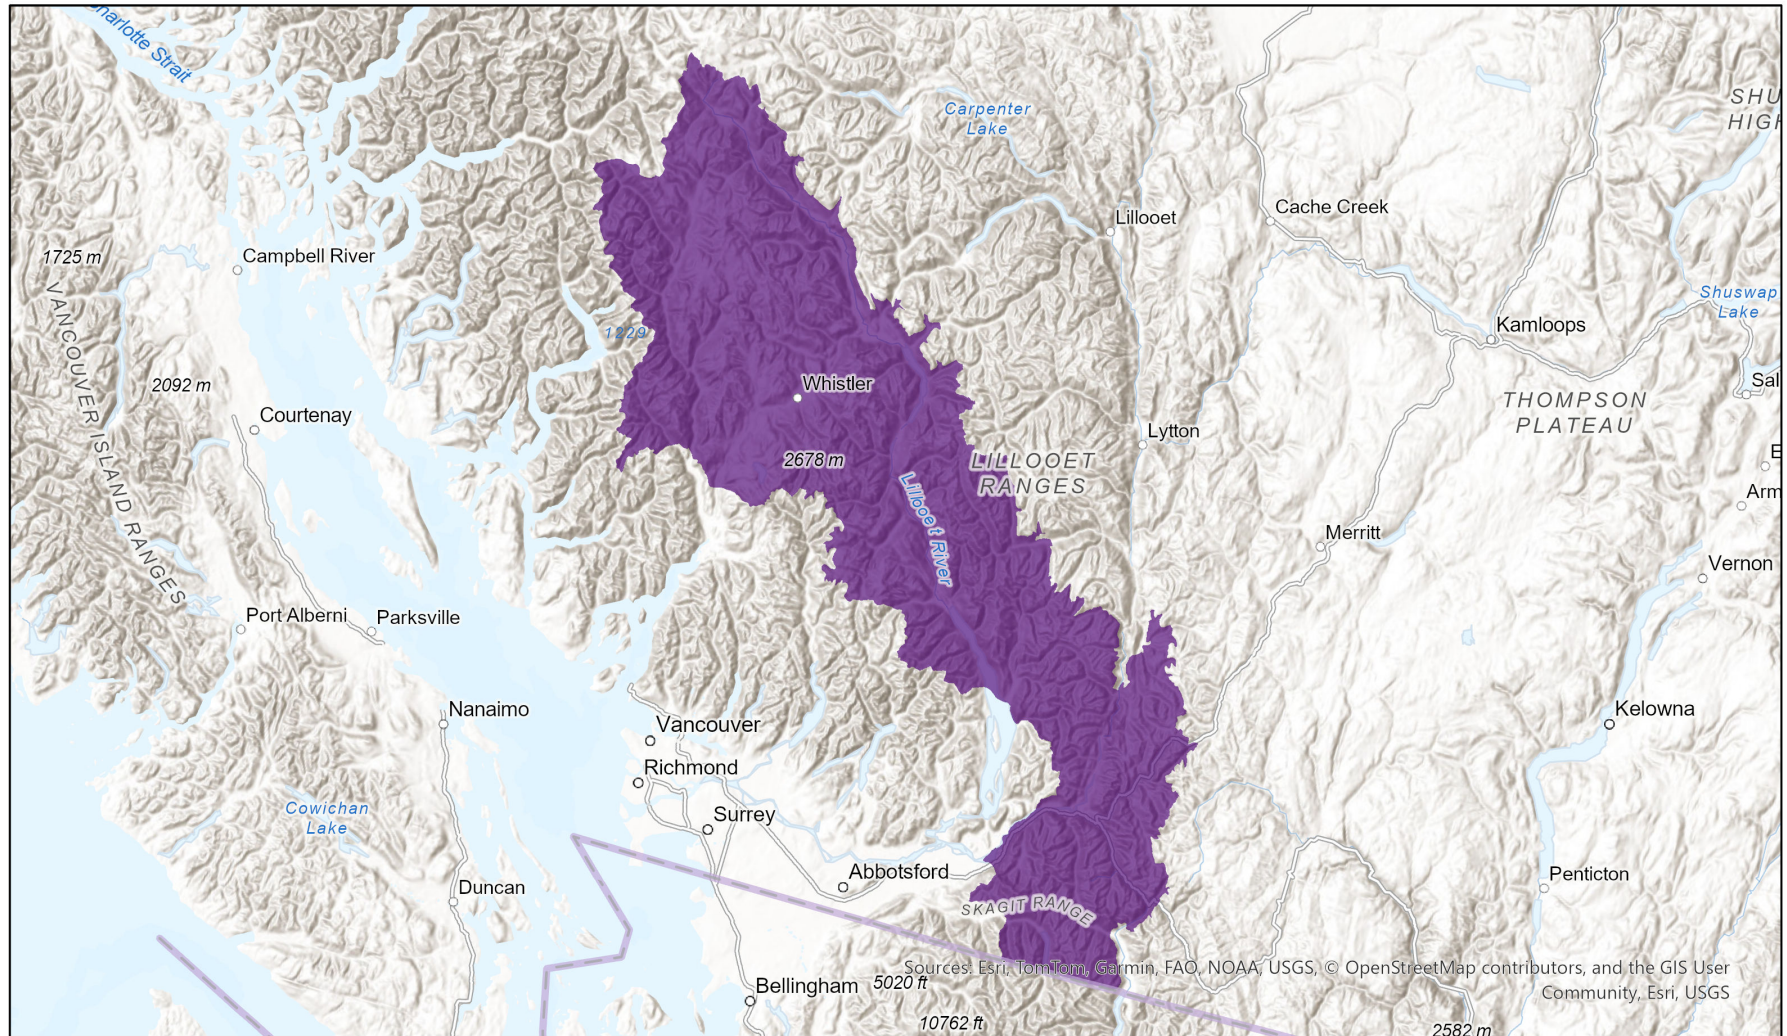 Charlotte Strait
SHU
HIGH
Carpenter
Lake
Cache Creek
Lillooet
1725 m
Campbell River
Shuswap
Lake
1229
Kamloops
VANCOUVER ISLAND RANGES
2092 m
Whistler
Sal
THOMPSON
PLATEAU
Courtenay
Lytton
2678 m
LILLOOET
RANGES
E
Arm
Lillooet River
Merritt
Vernon
Port Alberni
Parksville
Nanaimo
Vancouver
Kelowna
Richmond
Cowichan
Lake
Surrey
Abbotsford
Penticton
Duncan
SKAGIT RANGE
Sources: Esri, TomTom, Garmin, FAO, NOAA, USGS, © OpenStreetMap contributors, and the GIS User
Community, Esri, USGS
Bellingham
5020 ft
10762 ft
2582 m